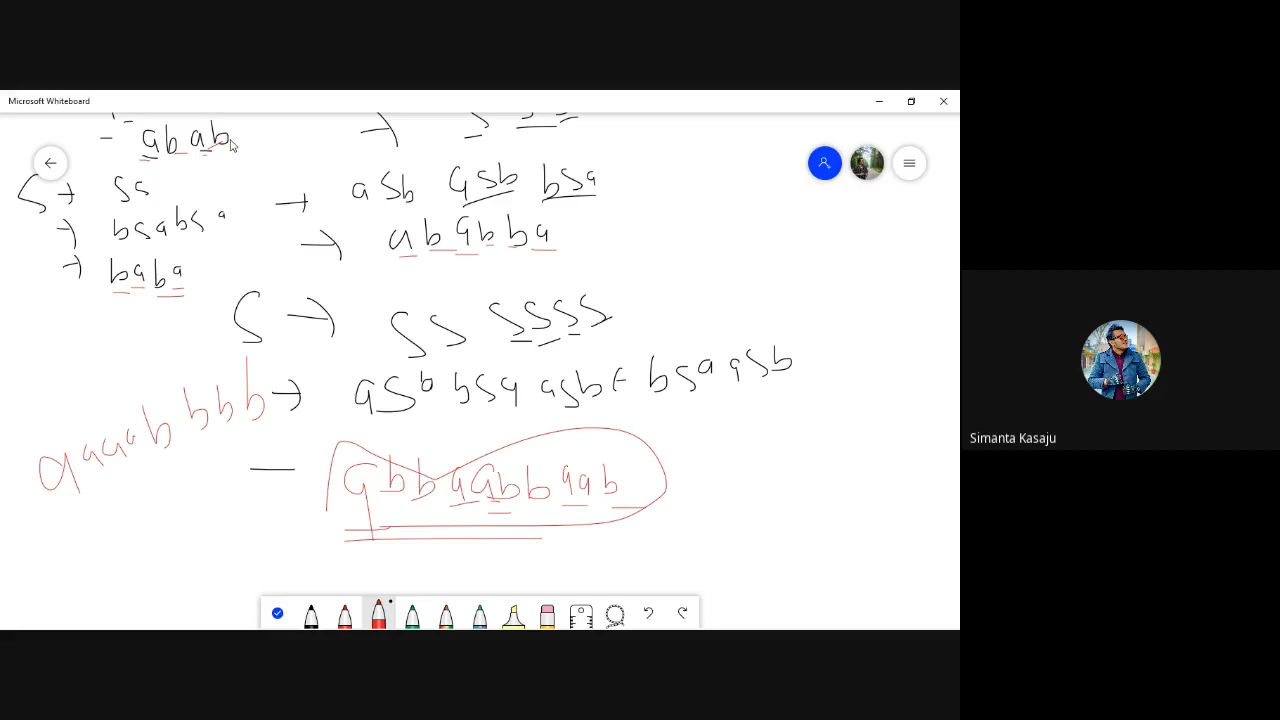 Microsoft Whiteboard
abab
S → SS
→ bsabsa
→ baba
→ S
→ aSb asb bsa
→ ababba
S → SS SSSS
→ aSb bsa asb ε bsa asb
aaaabbbb
— abbaabbaab
Simanta Kasaju